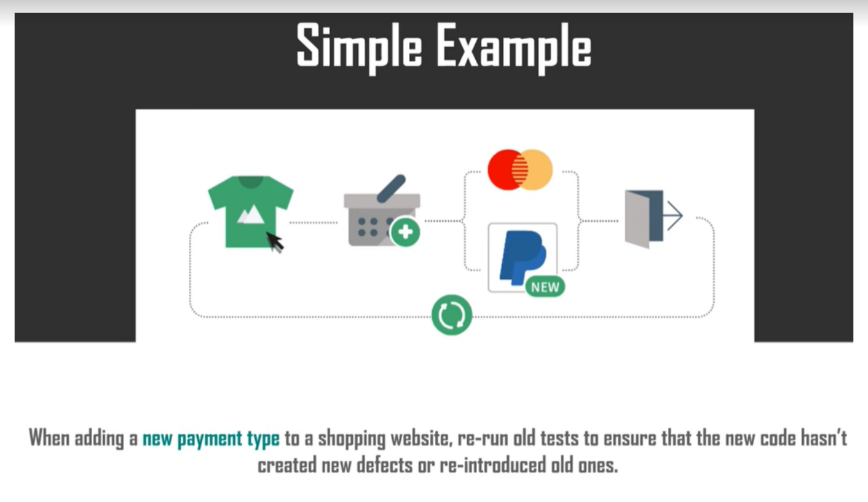 Simple Example
NEW
When adding a new payment type to a shopping website, re-run old tests to ensure that the new code hasn't
created new defects or re-introduced old ones.